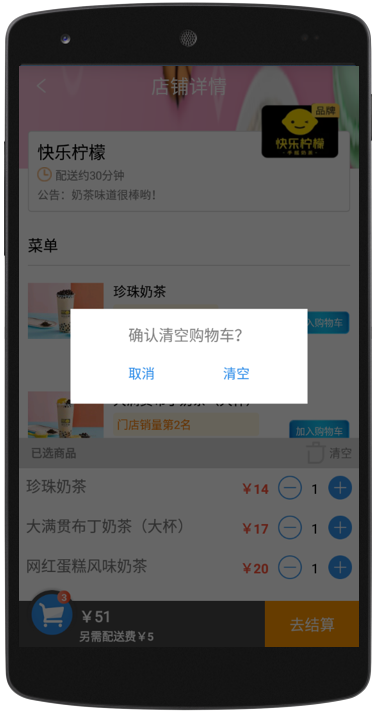 店铺详情
品牌
快乐柠檬
快乐柠檬
配送约30分钟
公告：奶茶味道很棒哟!
菜单
珍珠奶茶
入购物车
确认清空购物车?
取消
清空
门店销量第2名
加入购物车
已选商品
清空
珍珠奶茶
￥14
1
大满贯布丁奶茶（大杯）
￥17
1
网红蛋糕风味奶茶
￥20
1
3
￥51
另需配送费￥5
去结算